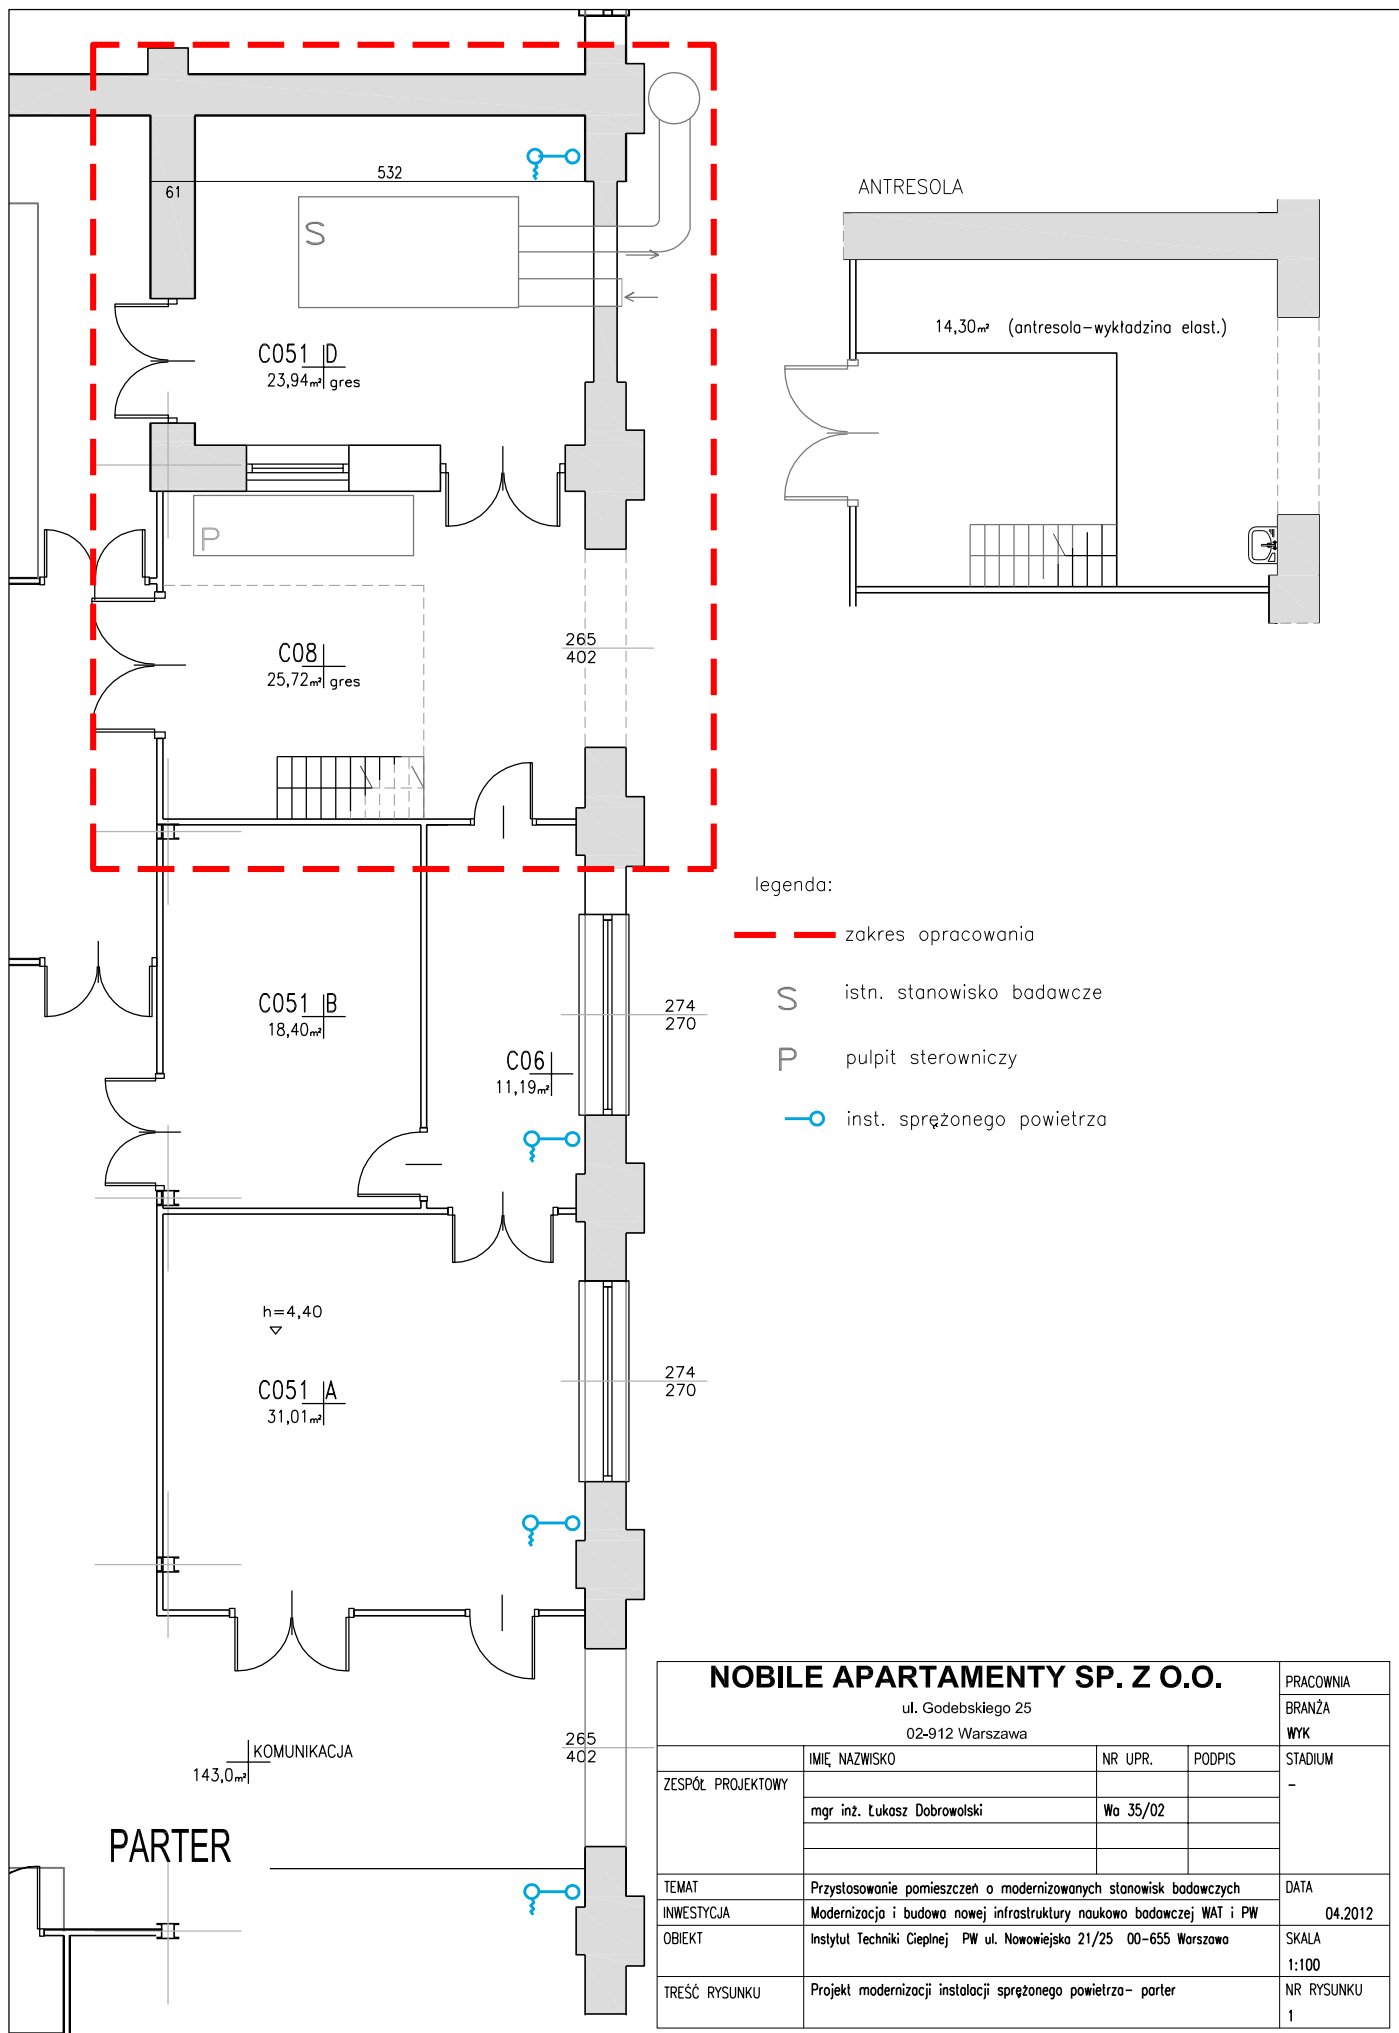 532
61
S
C051 D
23,94m² gres
P
C08
25,72m² gres
265
402
ANTRESOLA
14,30m² (antresola-wykładzina elast.)
legenda:
zakres opracowania
S istn. stanowisko badawcze
P pulpit sterowniczy
inst. sprężonego powietrza
C051 B
18,40m²
274
270
C06
11,19m²
h=4,40
C051 A
31,01m²
274
270
KOMUNIKACJA
143,0m²
265
402
PARTER
NOBILE APARTAMENTY SP. Z O.O.
ul. Godebskiego 25
02-912 Warszawa
PRACOWNIA
BRANŻA
WYK
IMIĘ NAZWISKO NR UPR. PODPIS STADIUM
ZESPÓŁ PROJEKTOWY -
mgr inż. Łukasz Dobrowolski Wa 35/02
TEMAT Przystosowanie pomieszczeń o modernizowanych stanowisk badawczych DATA
INWESTYCJA Modernizacja i budowa nowej infrastruktury naukowo badawczej WAT i PW 04.2012
OBIEKT Instytut Techniki Cieplnej PW ul. Nowowiejska 21/25 00-655 Warszawa SKALA
1:100
TREŚĆ RYSUNKU Projekt modernizacji instalacji sprężonego powietrza- parter NR RYSUNKU
1